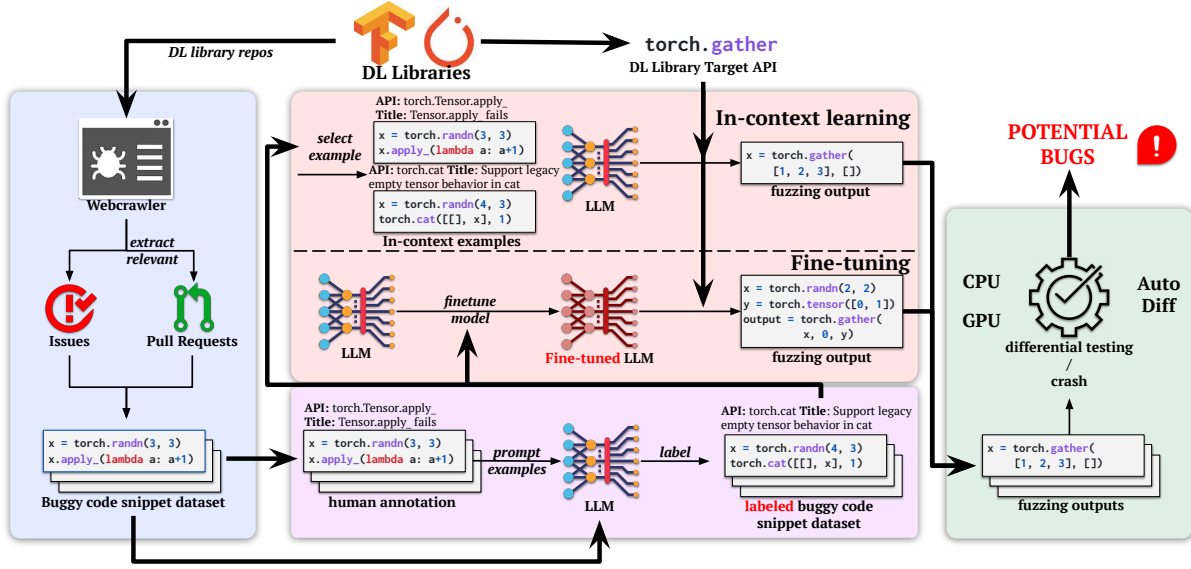 DL library repos
DL Libraries
torch.gather
DL Library Target API
Webcrawler
extract
relevant
Issues
Pull Requests
x = torch.randn(3, 3)
x.apply_(lambda a: a+1)
Buggy code snippet dataset
In-context learning
select
example
API: torch.Tensor.apply_
Title: Tensor.apply_fails
x = torch.randn(3, 3)
x.apply_(lambda a: a+1)
API: torch.cat Title: Support legacy
empty tensor behavior in cat
x = torch.randn(4, 3)
torch.cat([[], x], 1)
In-context examples
LLM
x = torch.gather(
[1, 2, 3], [])
fuzzing output
Fine-tuning
LLM
finetune
model
Fine-tuned LLM
x = torch.randn(2, 2)
y = torch.tensor([0, 1])
output = torch.gather(
x, 0, y)
fuzzing output
API: torch.Tensor.apply_
Title: Tensor.apply_fails
x = torch.randn(3, 3)
x.apply_(lambda a: a+1)
human annotation
prompt
examples
LLM
label
API: torch.cat Title: Support legacy
empty tensor behavior in cat
x = torch.randn(4, 3)
torch.cat([[], x], 1)
labeled buggy code
snippet dataset
POTENTIAL
BUGS
CPU
GPU
Auto
Diff
differential testing
/
crash
x = torch.gather(
[1, 2, 3], [])
fuzzing outputs